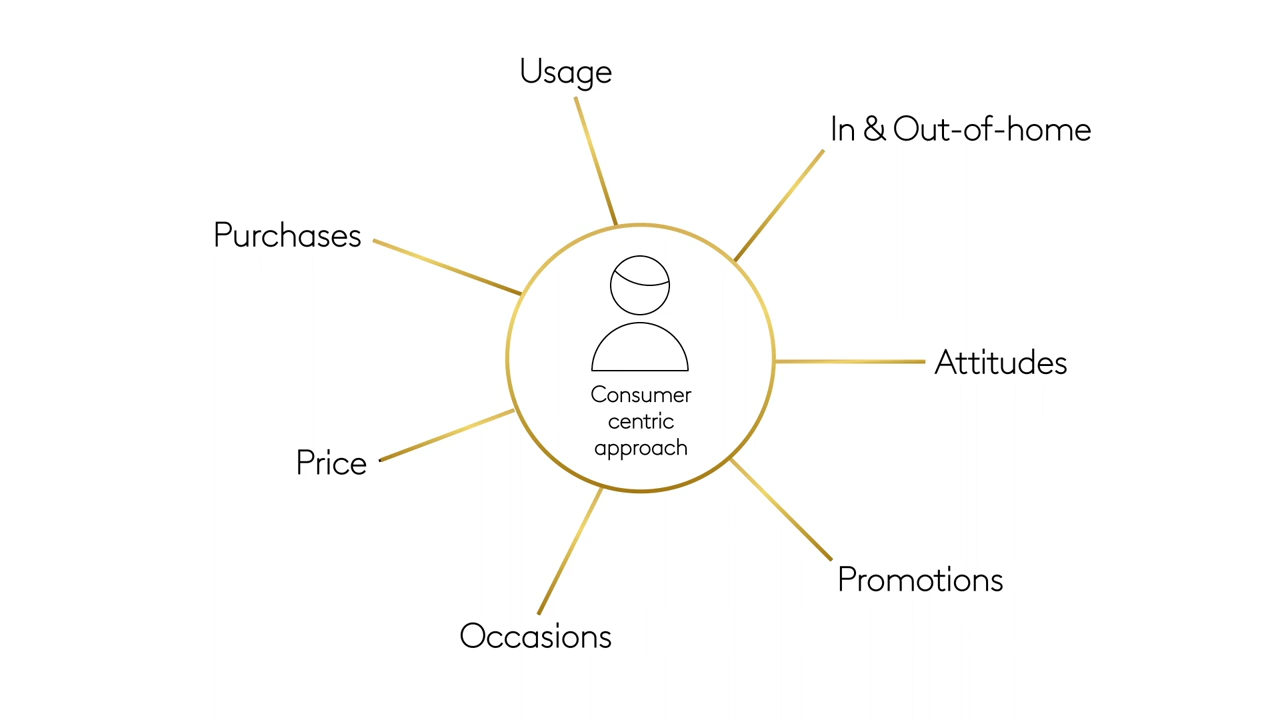 Usage
In & Out-of-home
Purchases
Attitudes
Consumer
centric
approach
Price
Promotions
Occasions